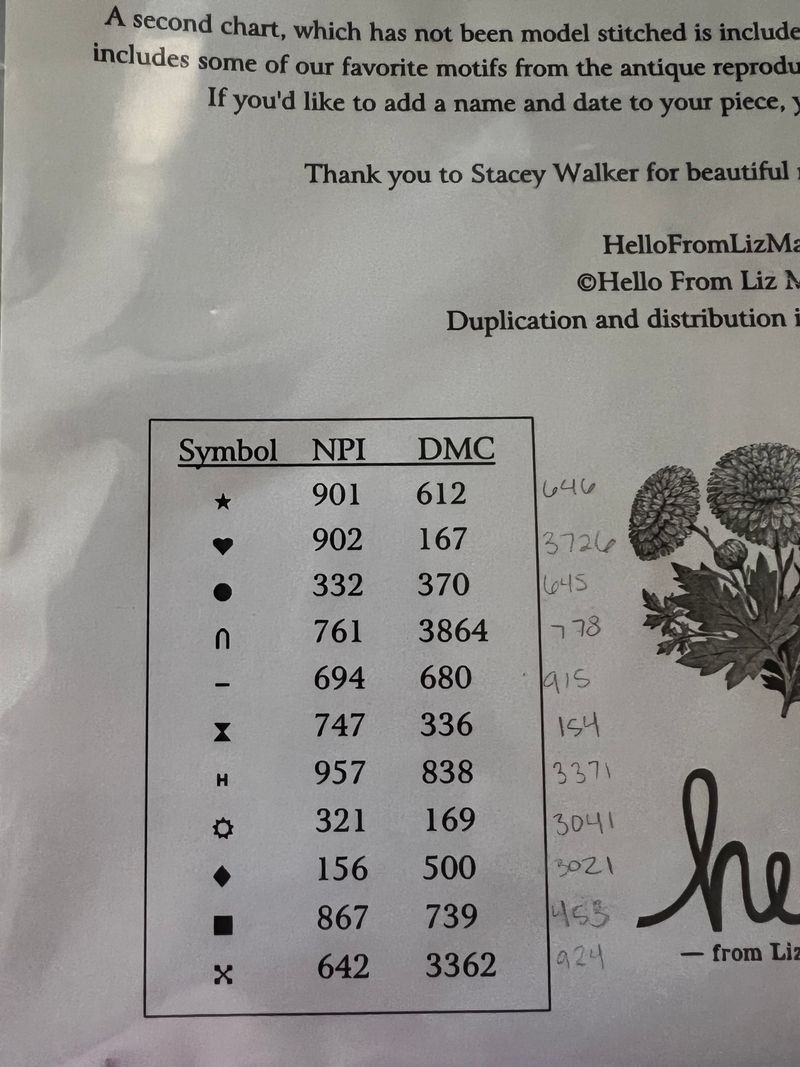 A second chart, which has not been model stitched is include
includes some of our favorite motifs from the antique reprodu
If you'd like to add a name and date to your piece, y
Thank you to Stacey Walker for beautiful
HelloFromLizMa
©Hello From Liz M
Duplication and distribution i
Symbol NPI DMC
★ 901 612 646
♥ 902 167 3726
● 332 370 645
∩ 761 3864 778
– 694 680 915
⧗ 747 336 154
H 957 838 3371
321 169 3041
♦ 156 500 3021
■ 867 739 453
642 3362 924
he
— from Liz